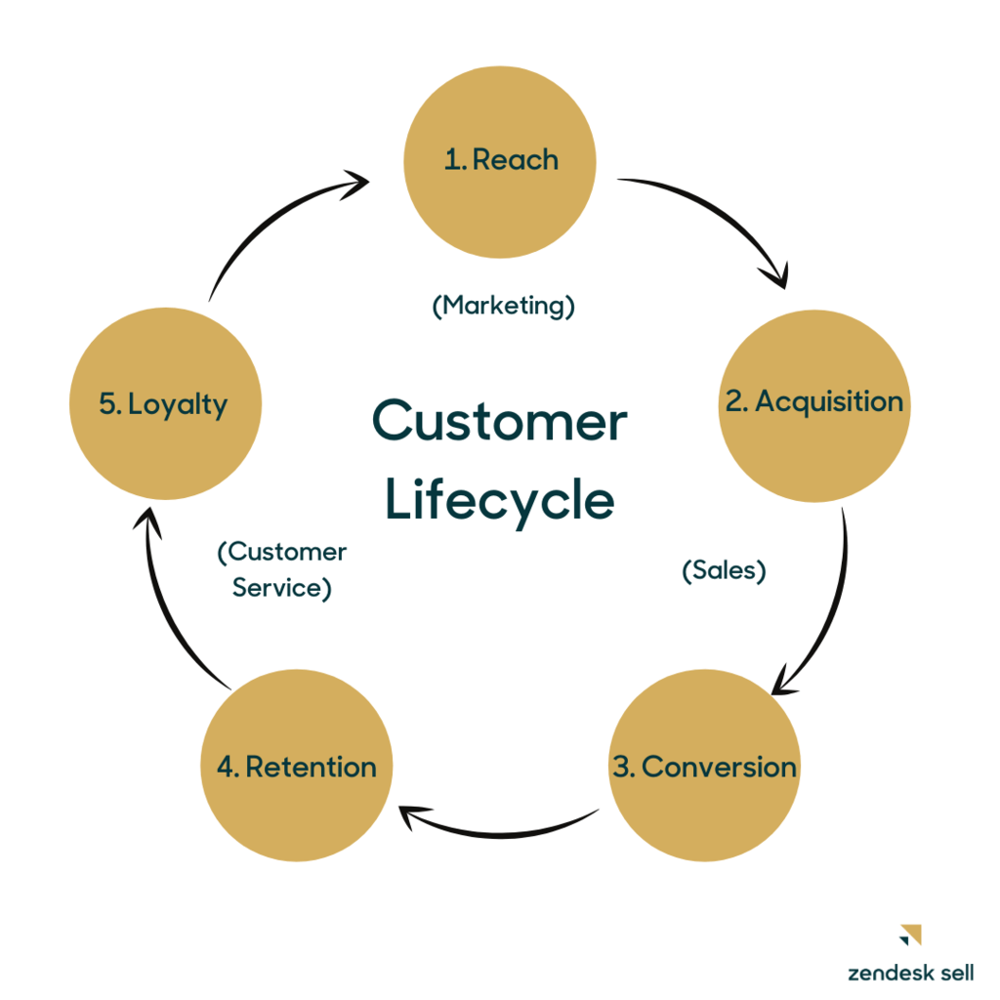 1. Reach
(Marketing)
2. Acquisition
(Sales)
3. Conversion
4. Retention
(Customer
Service)
5. Loyalty
Customer
Lifecycle
zendesk sell